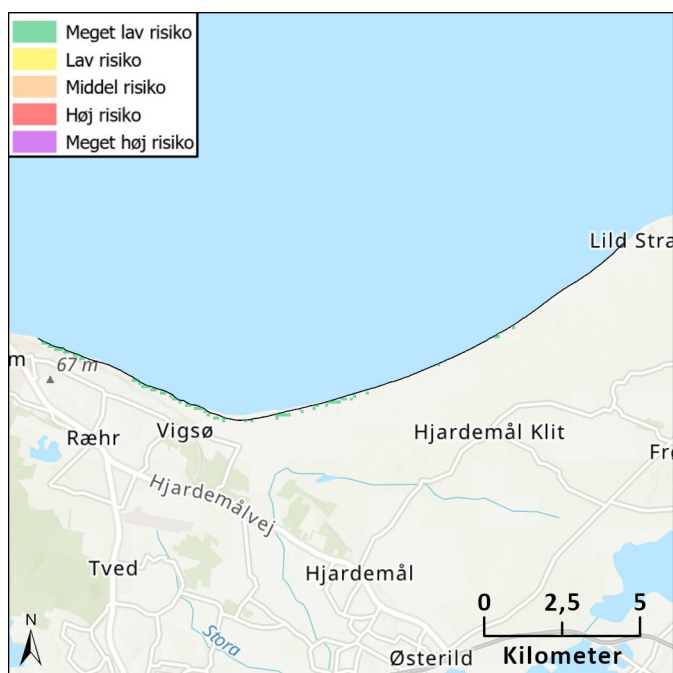 Meget lav risiko
Lav risiko
Middel risiko
Høj risiko
Meget høj risiko
Lild Stra
m
67 m
Ræhr
Vigsø
Hjardemål Klit
Frø
Hjardemålvej
Tved
Hjardemål
Stora
Østerild
0 2,5 5
Kilometer
N